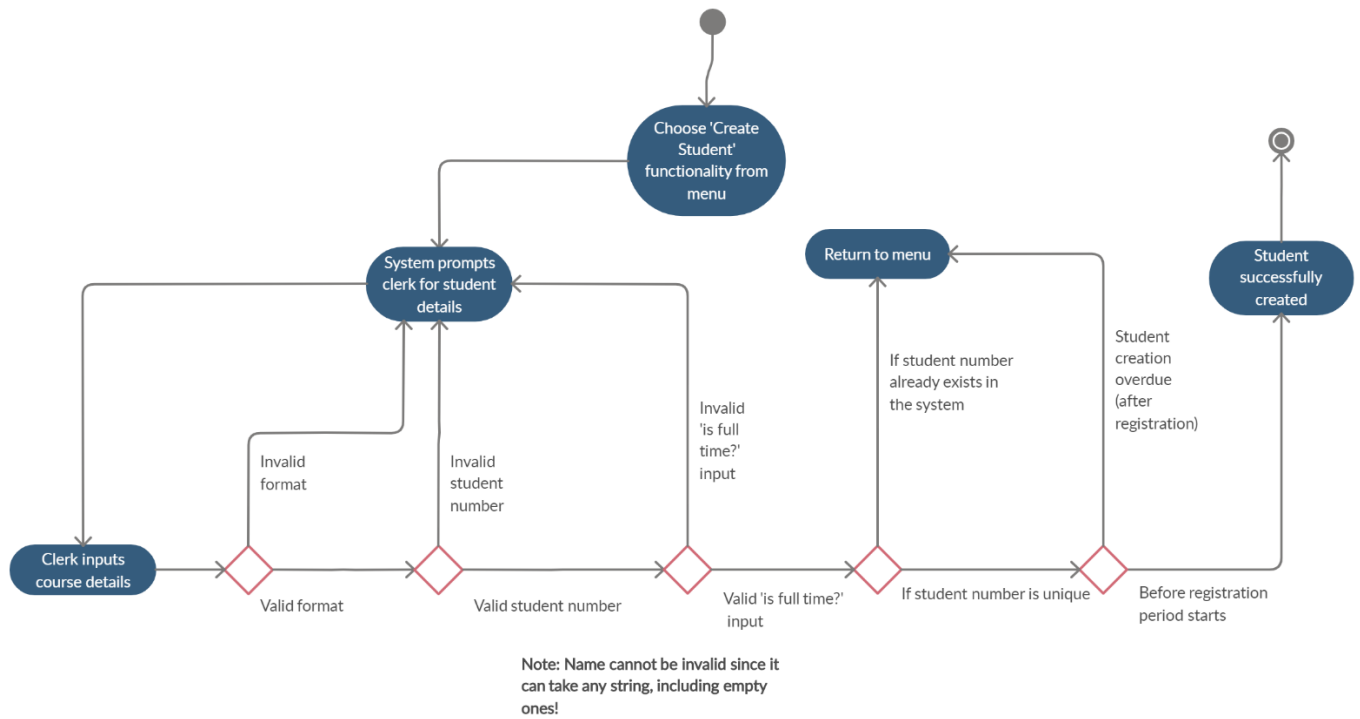 Choose 'Create
Student'
functionality from
menu
System prompts
clerk for student
details
Return to menu
Student
successfully
created
Student
creation
overdue
(after
registration)
If student number
already exists in
the system
Invalid
'is full
time?'
input
Invalid
format
Invalid
student
number
Clerk inputs
course details
Valid format
Valid student number
Valid 'is full time?'
input
If student number is unique
Before registration
period starts
Note: Name cannot be invalid since it
can take any string, including empty
ones!